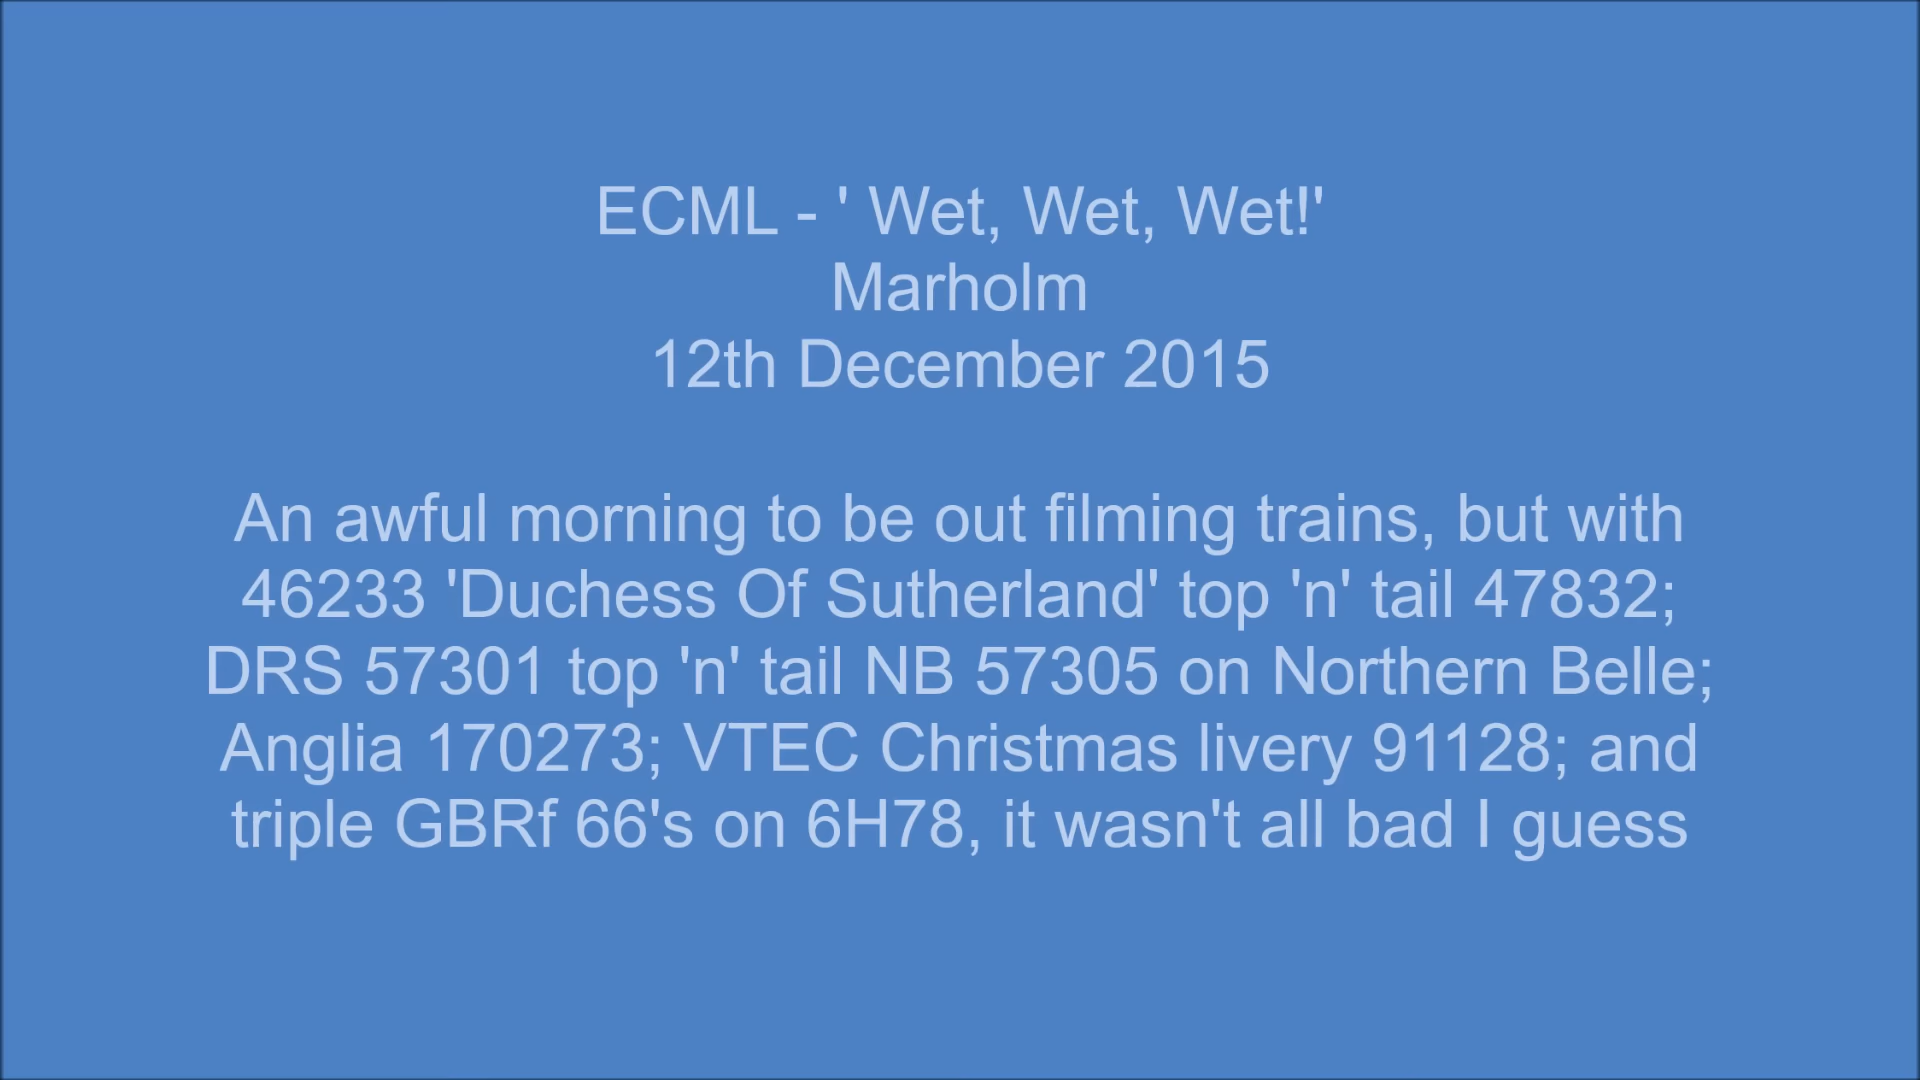 ECML - ' Wet, Wet, Wet!'
Marholm
12th December 2015
An awful morning to be out filming trains, but with
46233 'Duchess Of Sutherland' top 'n' tail 47832;
DRS 57301 top 'n' tail NB 57305 on Northern Belle;
Anglia 170273; VTEC Christmas livery 91128; and
triple GBRf 66's on 6H78, it wasn't all bad I guess